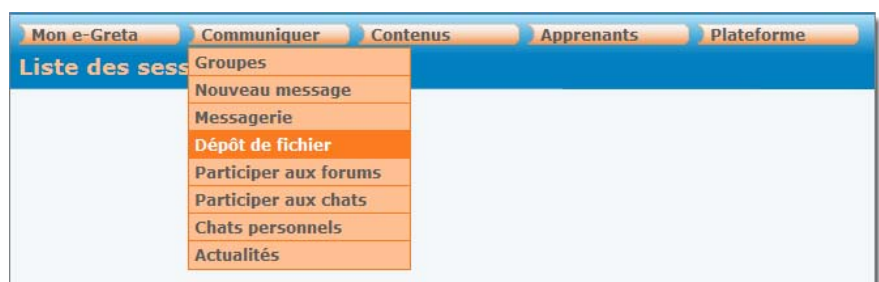 Mon e-Greta Communiquer Contenus Apprenants Plateforme
Liste des sess
Groupes
Nouveau message
Messagerie
Dépôt de fichier
Participer aux forums
Participer aux chats
Chats personnels
Actualités